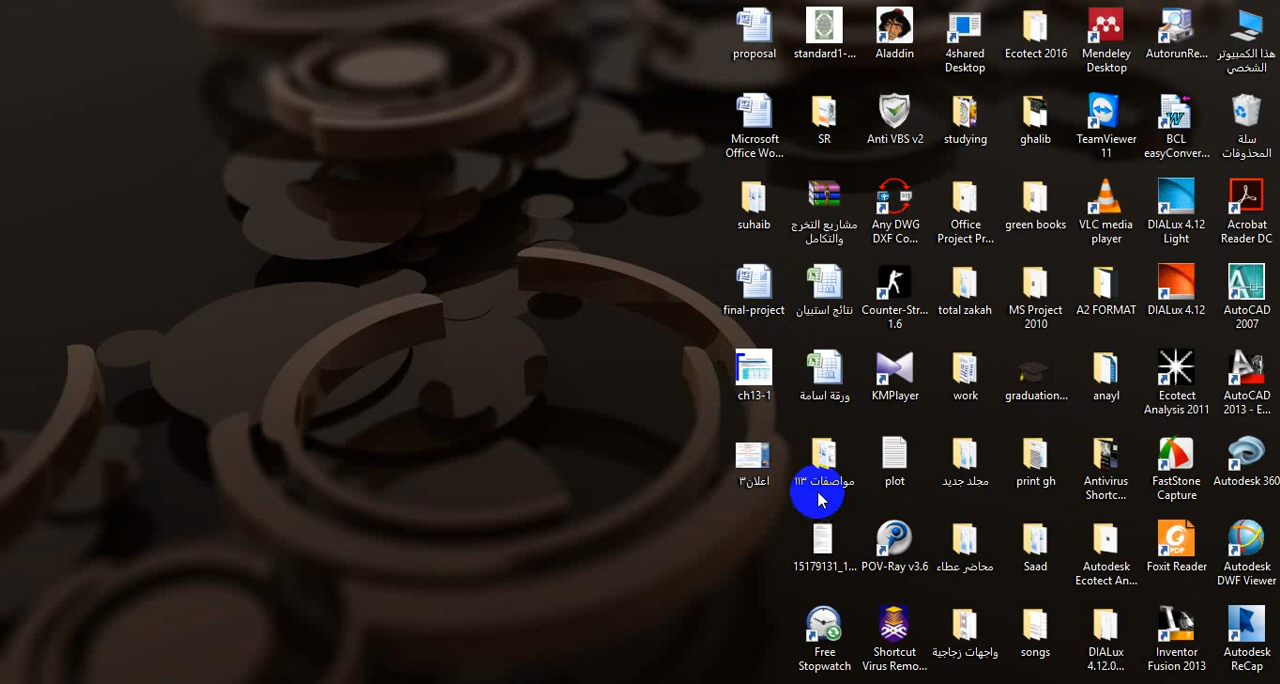 proposal
standard1-...
Aladdin
4shared
Desktop
Ecotect 2016
Mendeley
Desktop
AutorunRe...
هذا الكمبيوتر
الشخصي
Microsoft
Office Wo...
SR
Anti VBS v2
studying
ghalib
TeamViewer
11
BCL
easyConver...
سلة
المحذوفات
suhaib
مشاريع التخرج
والتكامل
Any DWG
DXF Co...
Office
Project Pr...
green books
VLC media
player
DIALux 4.12
Light
Acrobat
Reader DC
final-project
نتائج استبيان
Counter-Str...
1.6
total zakah
MS Project
2010
A2 FORMAT
DIALux 4.12
AutoCAD
2007
ch13-1
ورقة اسامة
KMPlayer
work
graduation...
anayl
Ecotect
Analysis 2011
AutoCAD
2013 - E...
اعلان٣
مواصفات ١١٣
plot
مجلد جديد
print gh
Antivirus
Shortc...
FastStone
Capture
Autodesk 360
15179131_1...
POV-Ray v3.6
محاضر عطاء
Saad
Autodesk
Ecotect An...
Foxit Reader
Autodesk
DWF Viewer
Free
Stopwatch
Shortcut
Virus Remo...
واجهات زجاجية
songs
DIALux
4.12.0...
Inventor
Fusion 2013
Autodesk
ReCap